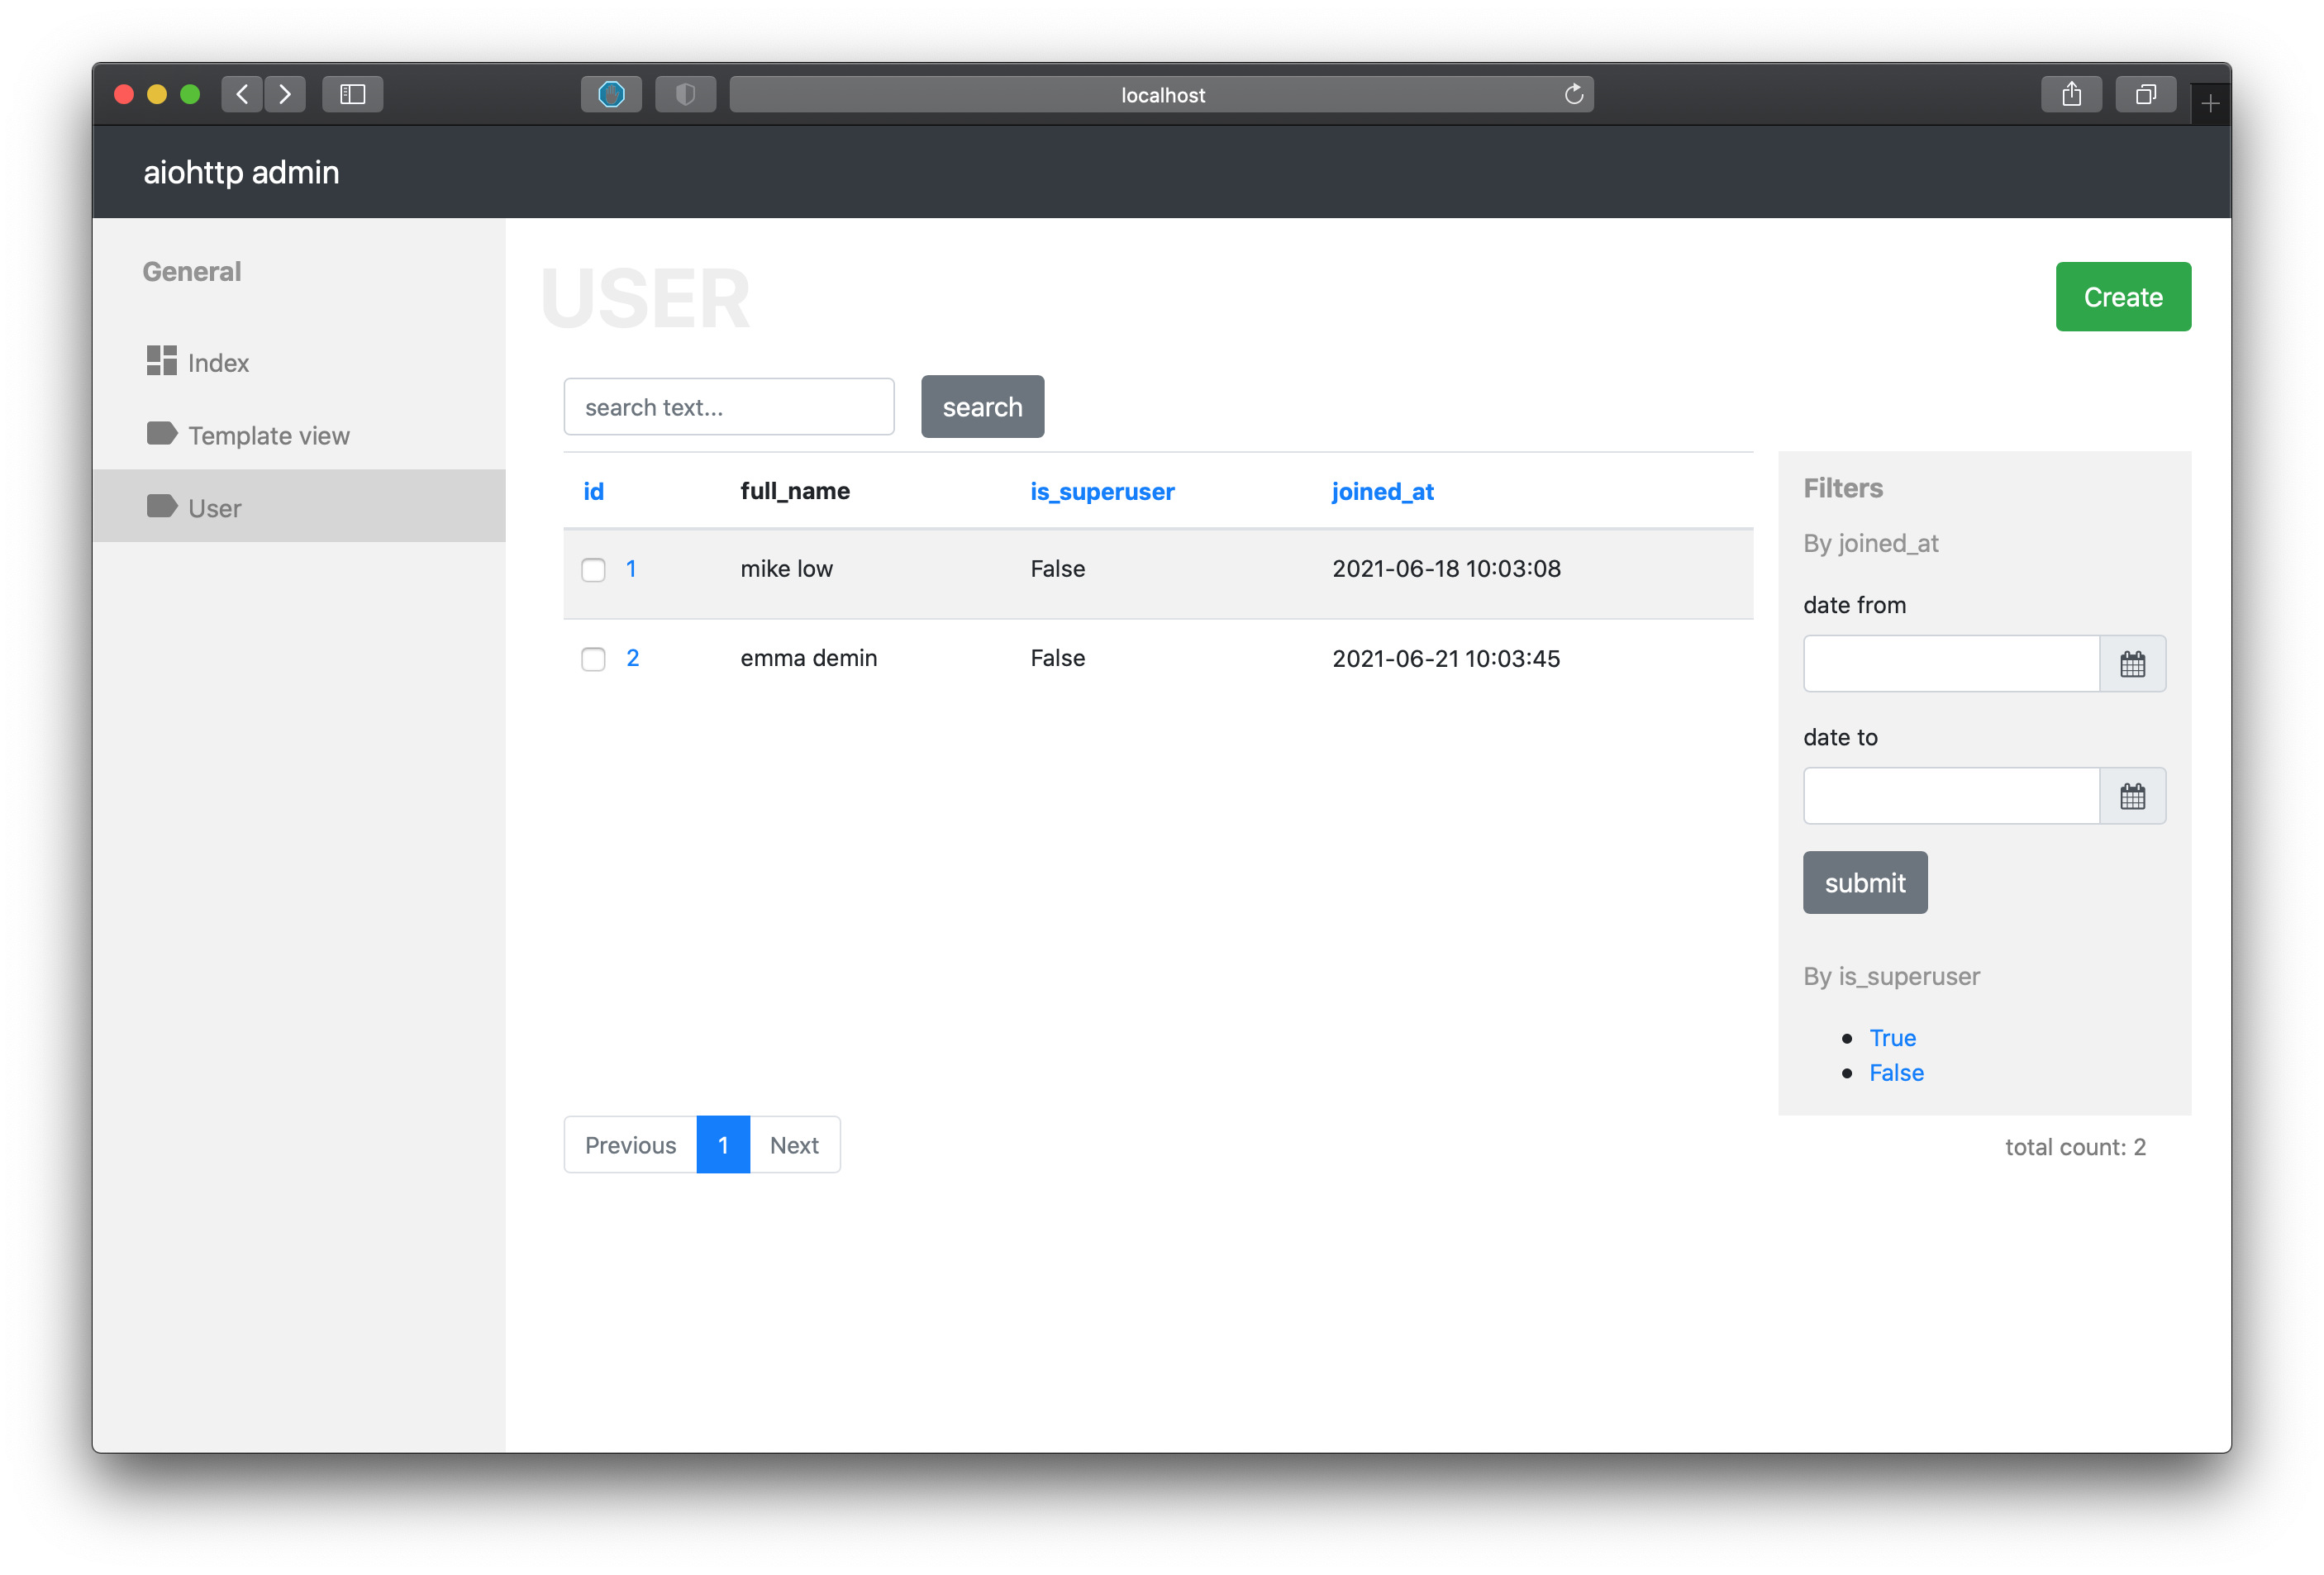 localhost
aiohttp admin
General
Index
Template view
User
USER
Create
search text...
search
id full_name is_superuser joined_at
1 mike low False 2021-06-18 10:03:08
2 emma demin False 2021-06-21 10:03:45
Filters
By joined_at
date from
date to
submit
By is_superuser
True
False
Previous 1 Next
total count: 2